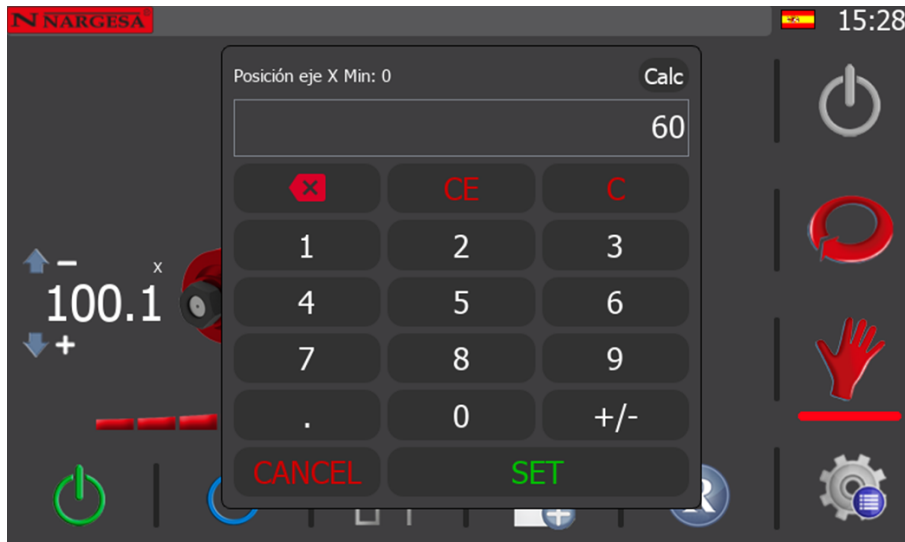 NARGESA
15:28
Posición eje X Min: 0
Calc
60
CE C
1 2 3
4 5 6
7 8 9
. 0 +/-
CANCEL SET
x
−
100.1
+
R